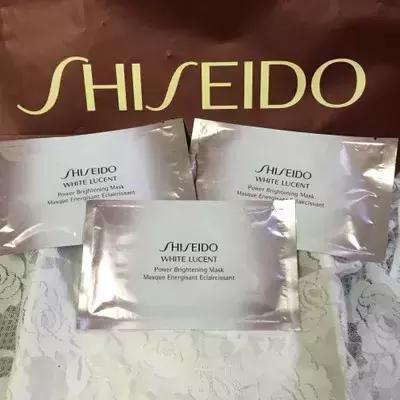 SHISEIDO
SHISEIDO
WHITE LUCENT
Power Brightening Mask
Masque Energisant Eclaircissant
SHISEIDO
WHITE LUCENT
Power Brightening Mask
Masque Energisant Eclaircissant
SHISEIDO
WHITE LUCENT
Power Brightening Mask
Masque Energisant Eclaircissant